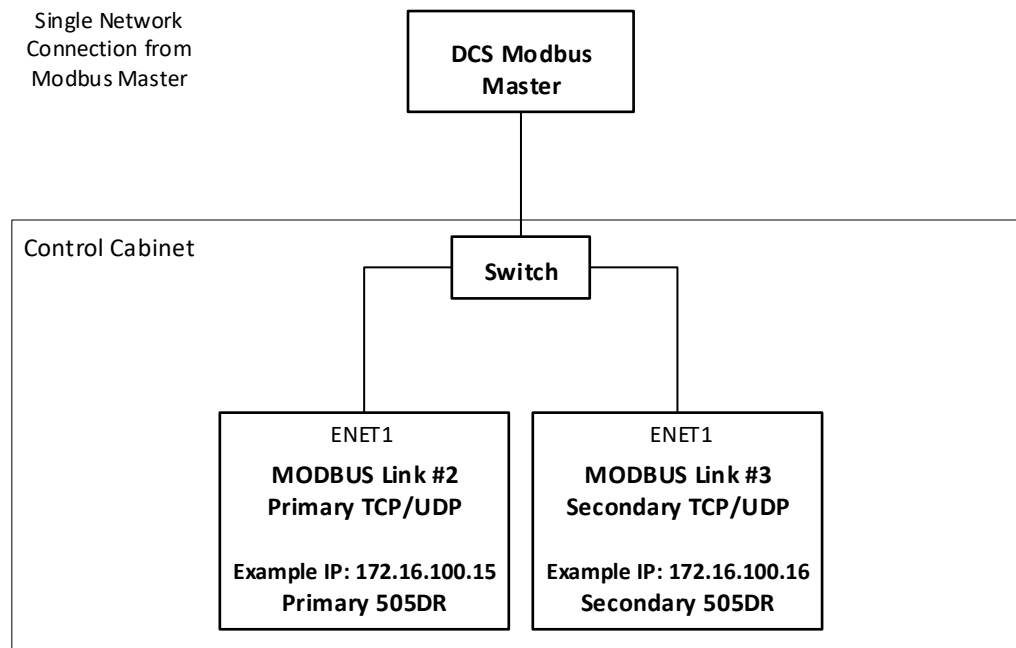 Single Network
Connection from
Modbus Master
DCS Modbus
Master
Control Cabinet
Switch
ENET1
MODBUS Link #2
Primary TCP/UDP
Example IP: 172.16.100.15
Primary 505DR
ENET1
MODBUS Link #3
Secondary TCP/UDP
Example IP: 172.16.100.16
Secondary 505DR